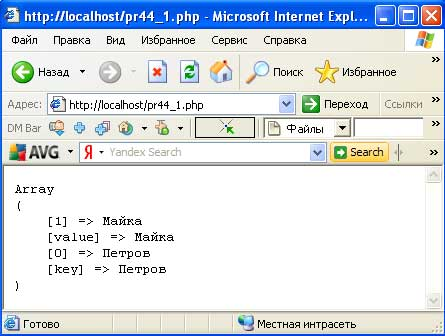 http://localhost/pr44_1.php - Microsoft Internet Expl...
Файл Правка Вид Избранное Сервис Справка
Назад Поиск Избранное
Адрес: http://localhost/pr44_1.php Переход Ссылки
DM Bar Файлы
AVG Я Yandex Search Search
Array
(
[1] => Майка
[value] => Майка
[0] => Петров
[key] => Петров
)
Готово Местная интрасеть